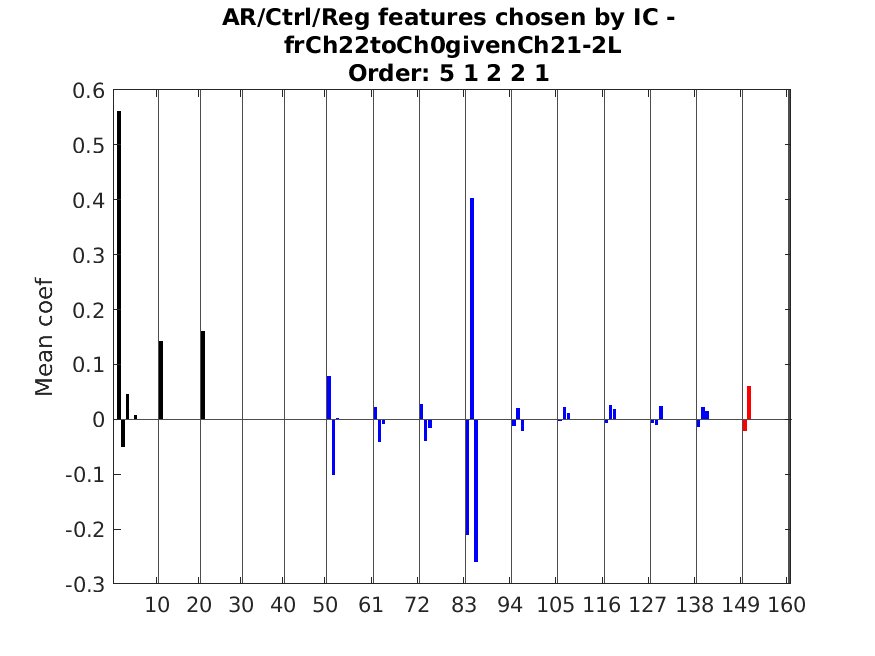 AR/Ctrl/Reg features chosen by IC -
frCh22toCh0givenCh21-2L
Order: 5 1 2 2 1
0.6
0.5
0.4
0.3
0.2
0.1
0
-0.1
-0.2
-0.3
Mean coef
10 20 30 40 50 61 72 83 94 105 116 127 138 149 160